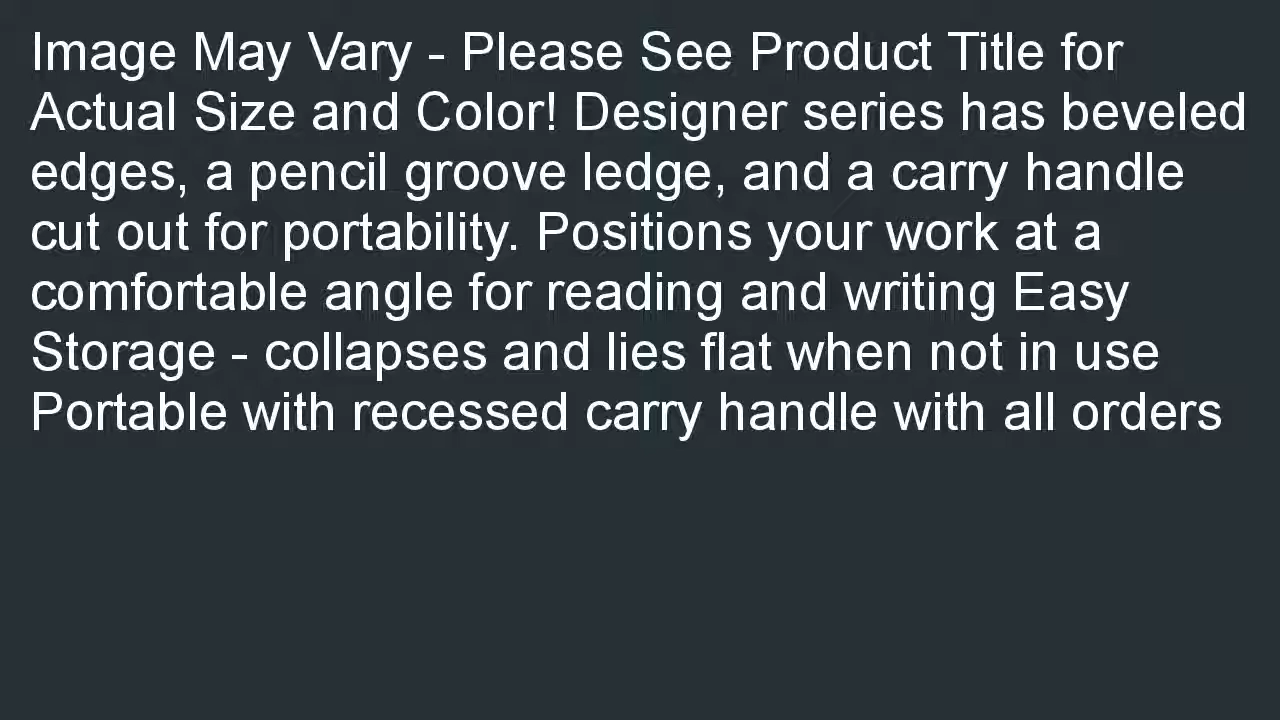 Image May Vary - Please See Product Title for
Actual Size and Color! Designer series has beveled
edges, a pencil groove ledge, and a carry handle
cut out for portability. Positions your work at a
comfortable angle for reading and writing Easy
Storage - collapses and lies flat when not in use
Portable with recessed carry handle with all orders